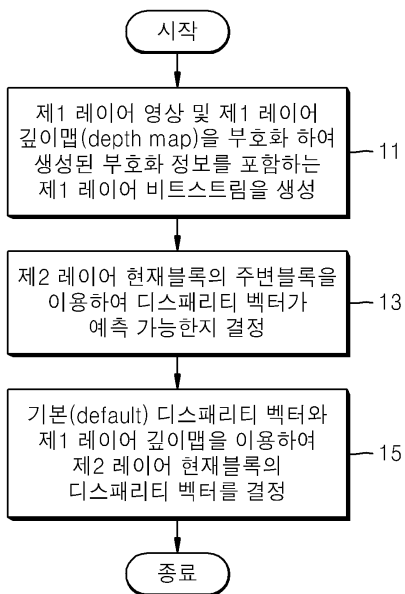 시작
제1 레이어 영상 및 제1 레이어
깊이맵(depth map)을 부호화 하여
생성된 부호화 정보를 포함하는
제1 레이어 비트스트림을 생성
11
제2 레이어 현재블록의 주변블록을
이용하여 디스패리티 벡터가
예측 가능한지 결정
13
기본(default) 디스패리티 벡터와
제1 레이어 깊이맵을 이용하여
제2 레이어 현재블록의
디스패리티 벡터를 결정
15
종료